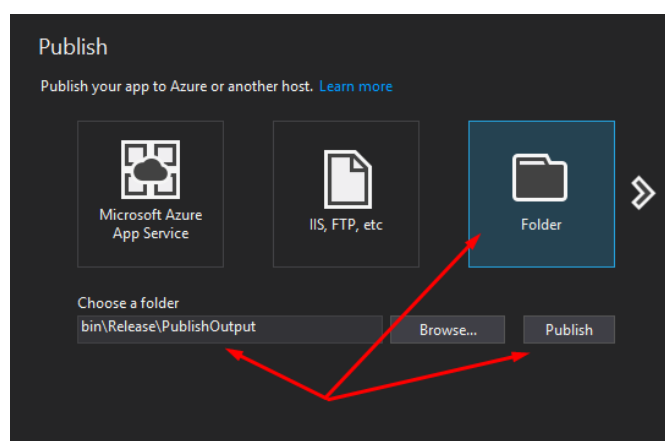 Publish
Publish your app to Azure or another host. Learn more
Microsoft Azure
App Service
IIS, FTP, etc
Folder
Choose a folder
bin\Release\PublishOutput
Browse...
Publish